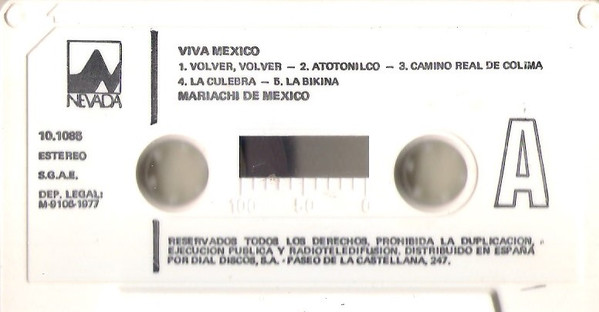 VIVA MEXICO
1. VOLVER, VOLVER — 2. ATOTONILCO — 3. CAMINO REAL DE COLIMA
4. LA CULEBRA — 5. LA BIKINA
MARIACHI DE MEXICO
NEVADA
10.1085
ESTEREO
S.G.A.E.
DEP. LEGAL:
M-9106-1977
A
100 50 0
RESERVADOS TODOS LOS DERECHOS, PROHIBIDA LA DUPLICACION,
EJECUCION PUBLICA Y RADIOTELEDIFUSION, DISTRIBUIDO EN ESPAÑA
POR DIAL DISCOS, S.A. - PASEO DE LA CASTELLANA, 247.